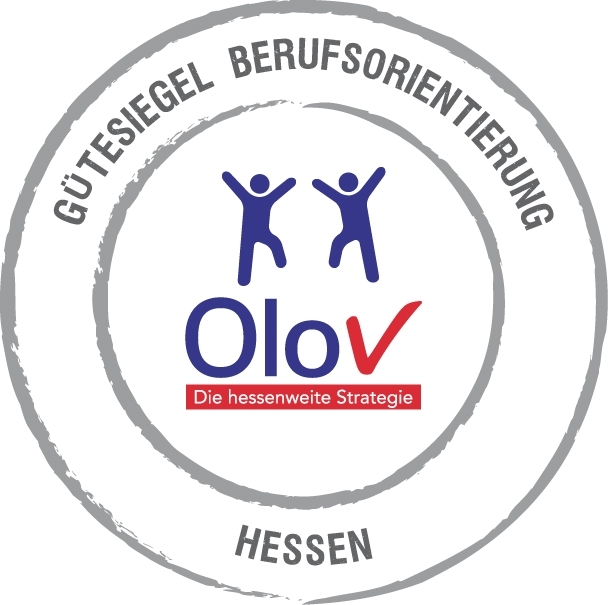 GÜTESIEGEL BERUFSORIENTIERUNG
Olov
Die hessenweite Strategie
HESSEN